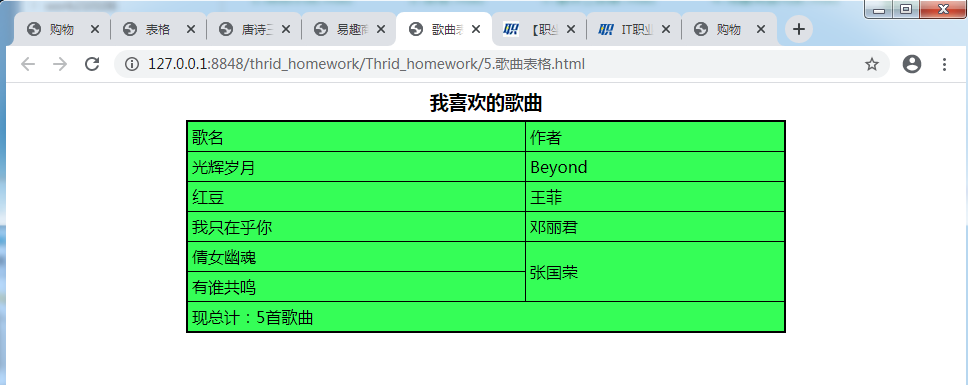 购物 表格 唐诗三 易趣商 歌曲表 【职坐 IT职业 购物
127.0.0.1:8848/thrid_homework/Thrid_homework/5.歌曲表格.html
我喜欢的歌曲
歌名 作者
光辉岁月 Beyond
红豆 王菲
我只在乎你 邓丽君
倩女幽魂
张国荣
有谁共鸣
现总计：5首歌曲